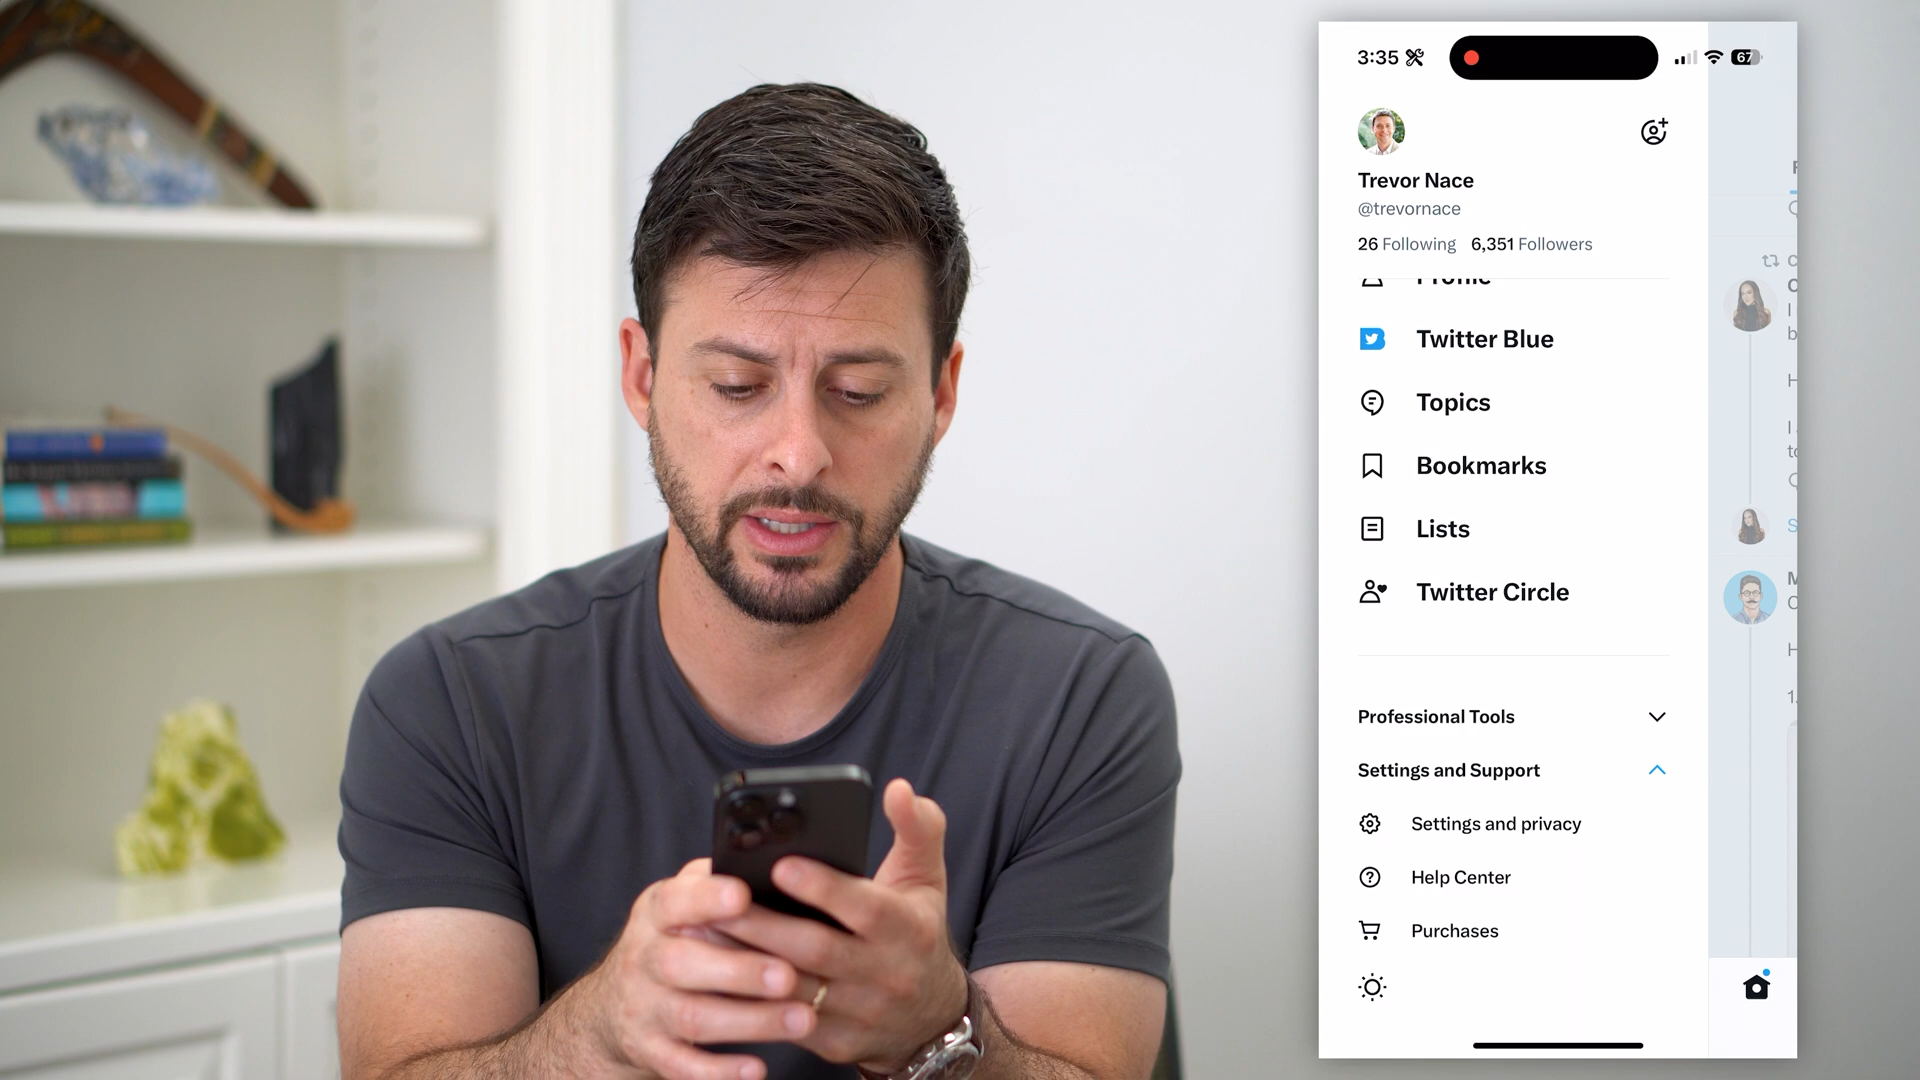 3:35
67
Trevor Nace
@trevornace
26 Following 6,351 Followers
Profile
Twitter Blue
Topics
Bookmarks
Lists
Twitter Circle
Professional Tools
Settings and Support
Settings and privacy
Help Center
Purchases